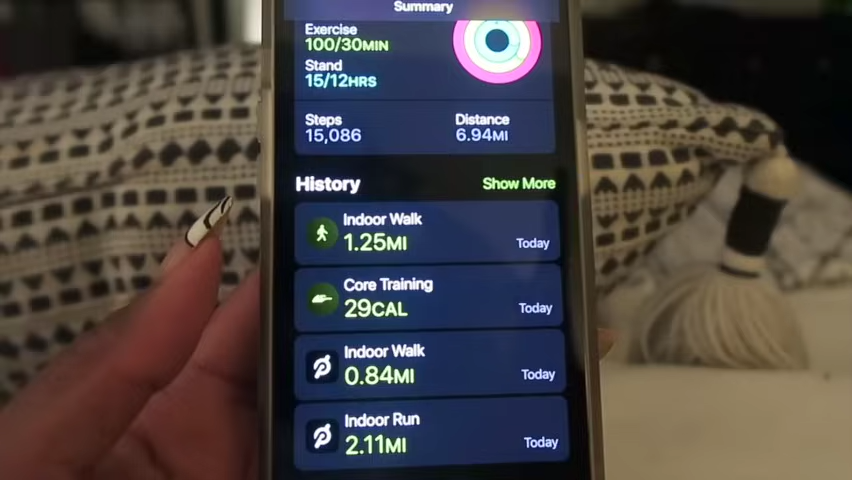 Summary
Exercise
100/30MIN
Stand
15/12HRS
Steps Distance
15,086 6.94MI
History Show More
Indoor Walk
1.25MI Today
Core Training
29CAL Today
Indoor Walk
0.84MI Today
Indoor Run
2.11MI Today